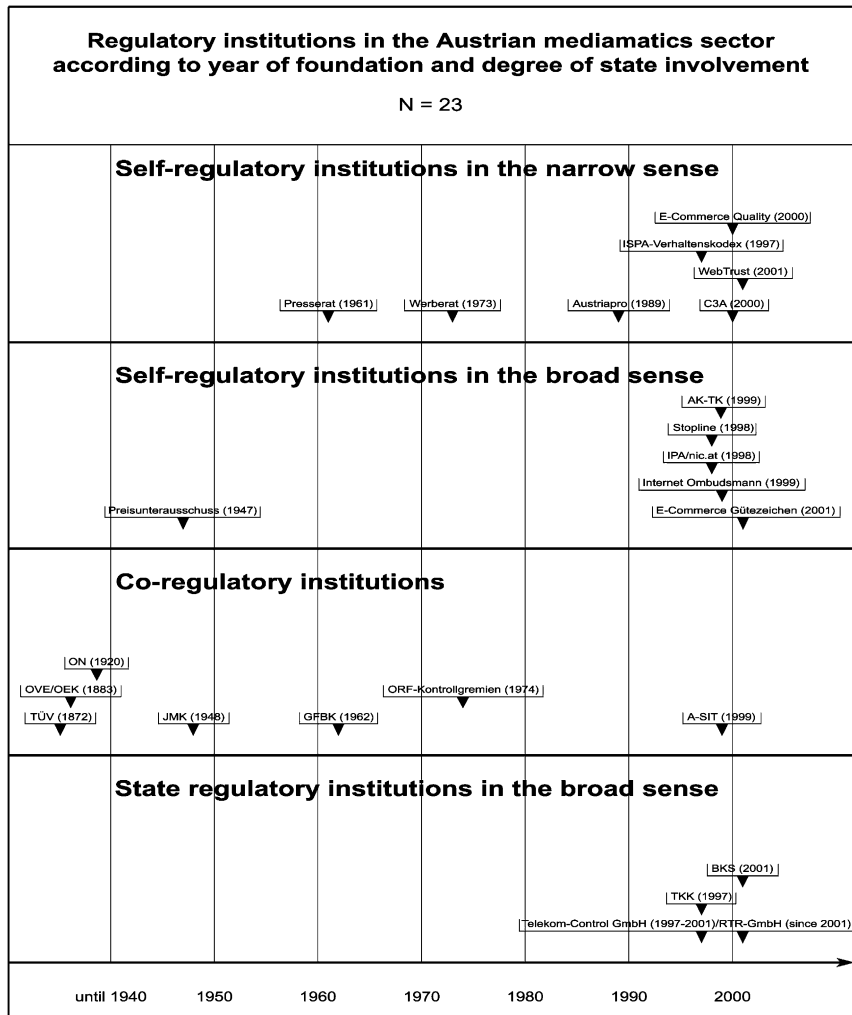 Regulatory institutions in the Austrian mediamatics sector
according to year of foundation and degree of state involvement
N = 23
Self-regulatory institutions in the narrow sense
E-Commerce Quality (2000)
ISPA-Verhaltenskodex (1997)
WebTrust (2001)
Presserat (1961) Werberat (1973) Austriapro (1989) C3A (2000)
Self-regulatory institutions in the broad sense
AK-TK (1999)
Stopline (1998)
IPA/nic.at (1998)
Internet Ombudsmann (1999)
Preisunterausschuss (1947) E-Commerce Gütezeichen (2001)
Co-regulatory institutions
ON (1920)
OVE/OEK (1883) ORF-Kontrollgremien (1974)
TÜV (1872) JMK (1948) GFBK (1962) A-SIT (1999)
State regulatory institutions in the broad sense
BKS (2001)
TKK (1997)
Telekom-Control GmbH (1997-2001)/RTR-GmbH (since 2001)
until 1940 1950 1960 1970 1980 1990 2000